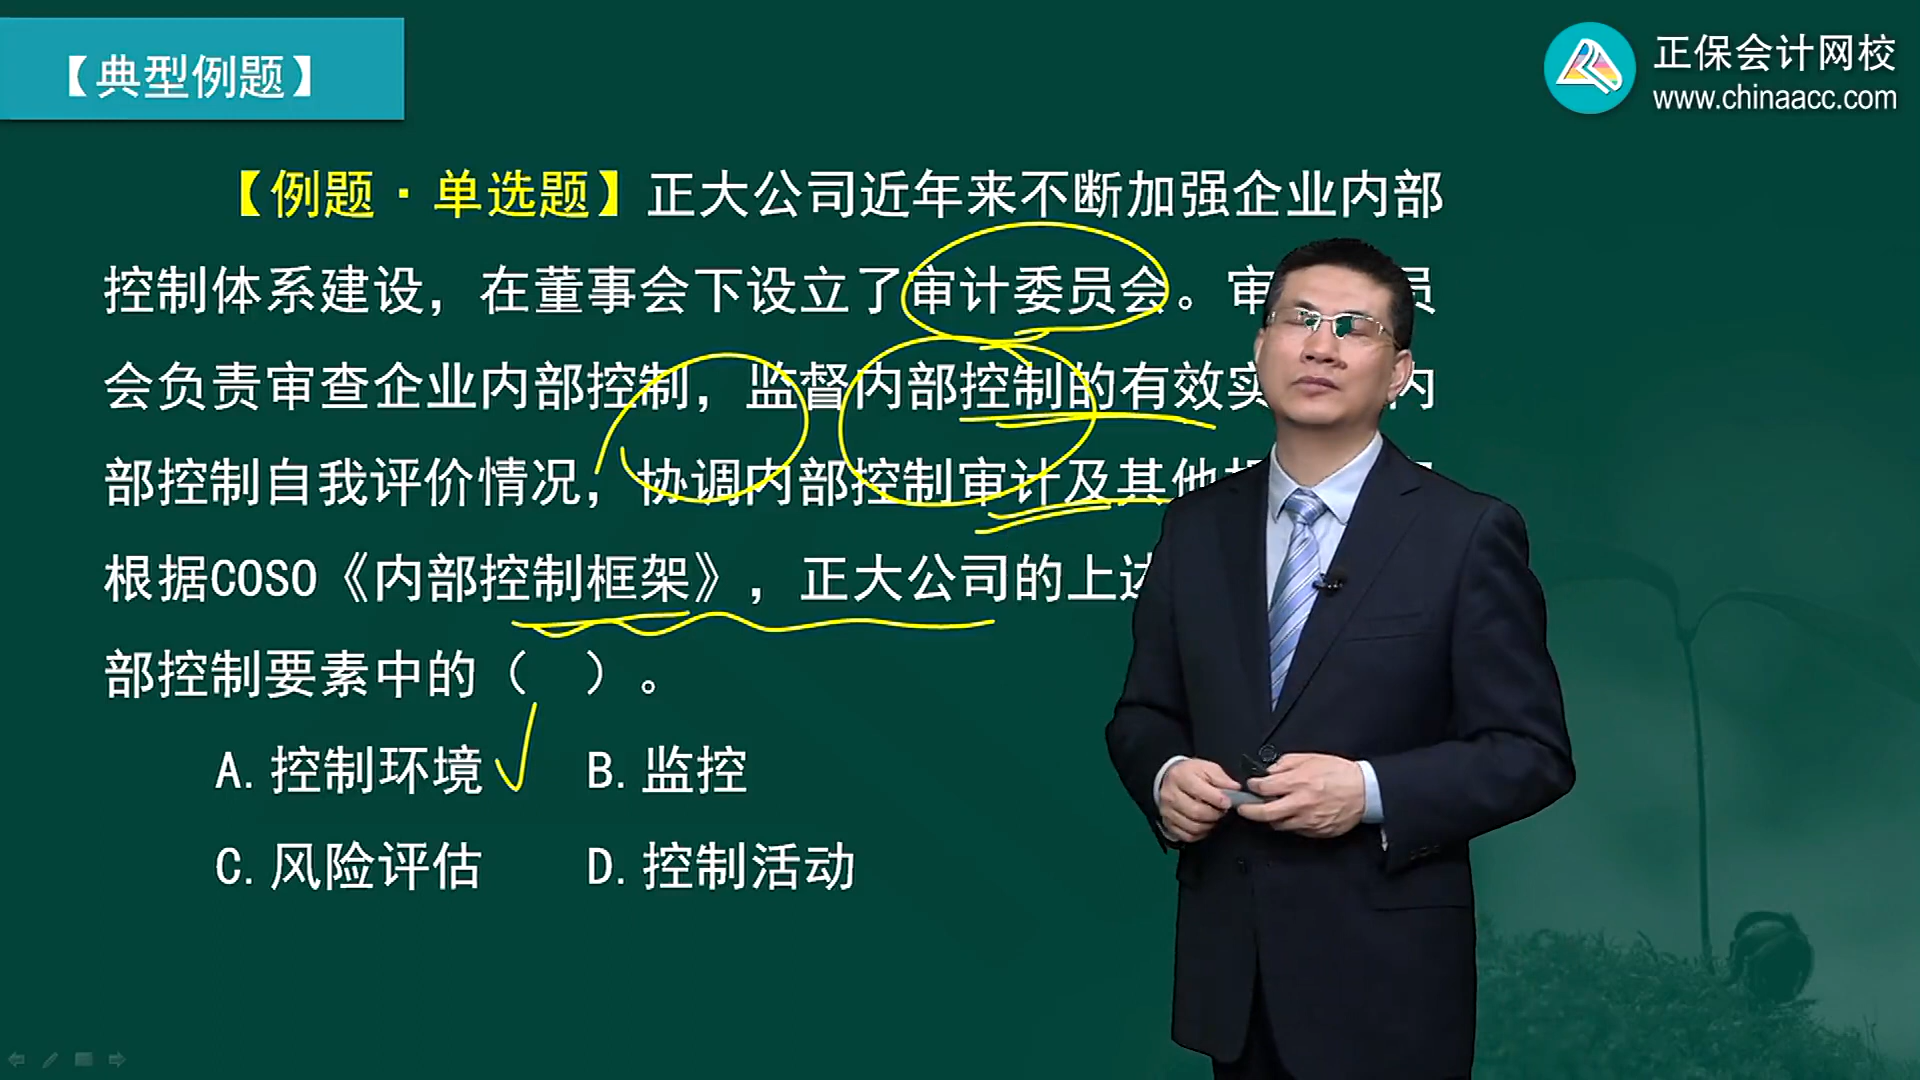 【典型例题】
正保会计网校
www.chinaacc.com
【例题·单选题】正大公司近年来不断加强企业内部
控制体系建设，在董事会下设立了审计委员会。审 员
会负责审查企业内部控制，监督内部控制的有效实 内
部控制自我评价情况，协调内部控制审计及其他
根据COSO《内部控制框架》，正大公司的上述
部控制要素中的（ ）。
A.控制环境 B.监控
C.风险评估 D.控制活动